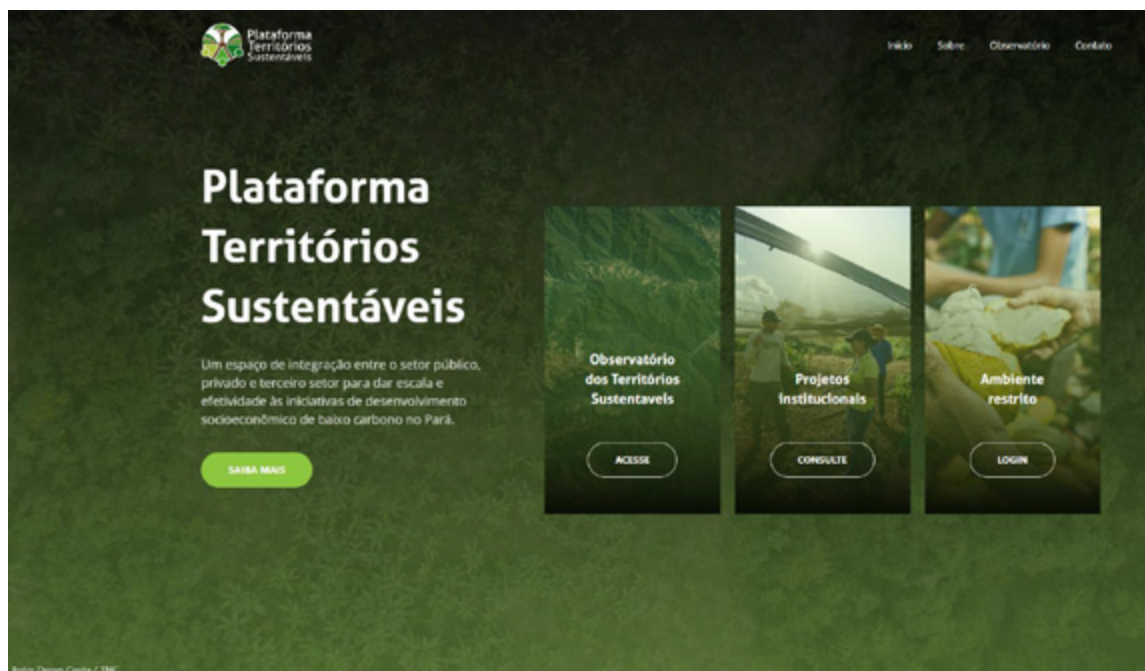 Plataforma
Territórios
Sustentáveis
Início Sobre Observatório Contato
Plataforma
Territórios
Sustentáveis
Um espaço de integração entre o setor público,
privado e terceiro setor para dar escala e
efetividade às iniciativas de desenvolvimento
socioeconômico de baixo carbono no Pará.
SAIBA MAIS
Observatório
dos Territórios
Sustentaveis
ACESSE
Projetos
institucionais
CONSULTE
Ambiente
restrito
LOGIN
Costa / TNC